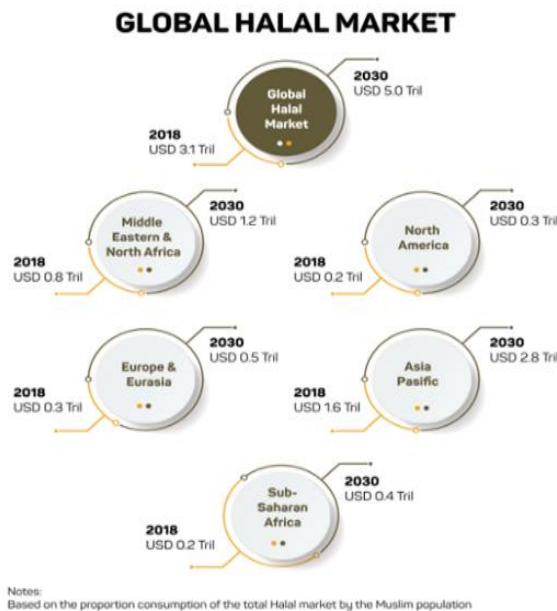 GLOBAL HALAL MARKET
Global
Halal
Market
2030
USD 5.0 Tril
2018
USD 3.1 Tril
Middle
Eastern &
North Africa
2030
USD 1.2 Tril
2018
USD 0.8 Tril
North
America
2030
USD 0.3 Tril
2018
USD 0.2 Tril
Europe &
Eurasia
2030
USD 0.5 Tril
2018
USD 0.3 Tril
Asia
Pasific
2030
USD 2.8 Tril
2018
USD 1.6 Tril
Sub-
Saharan
Africa
2030
USD 0.4 Tril
2018
USD 0.2 Tril
Notes:
Based on the proportion consumption of the total Halal market by the Muslim population